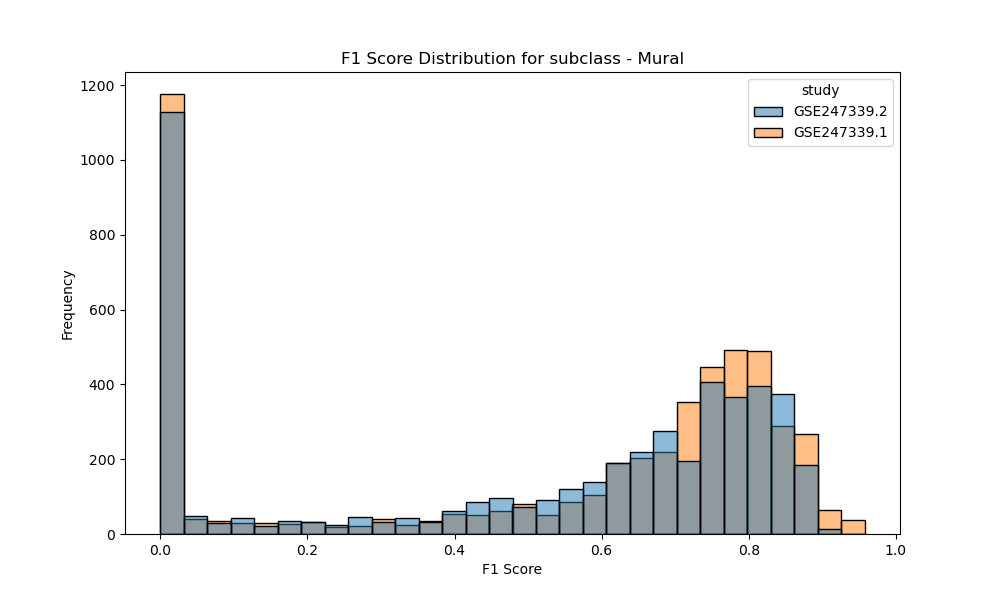 F1 Score Distribution for subclass - Mural
study
GSE247339.2
GSE247339.1
1200
1000
800
600
400
200
0
Frequency
0.0 0.2 0.4 0.6 0.8 1.0
F1 Score